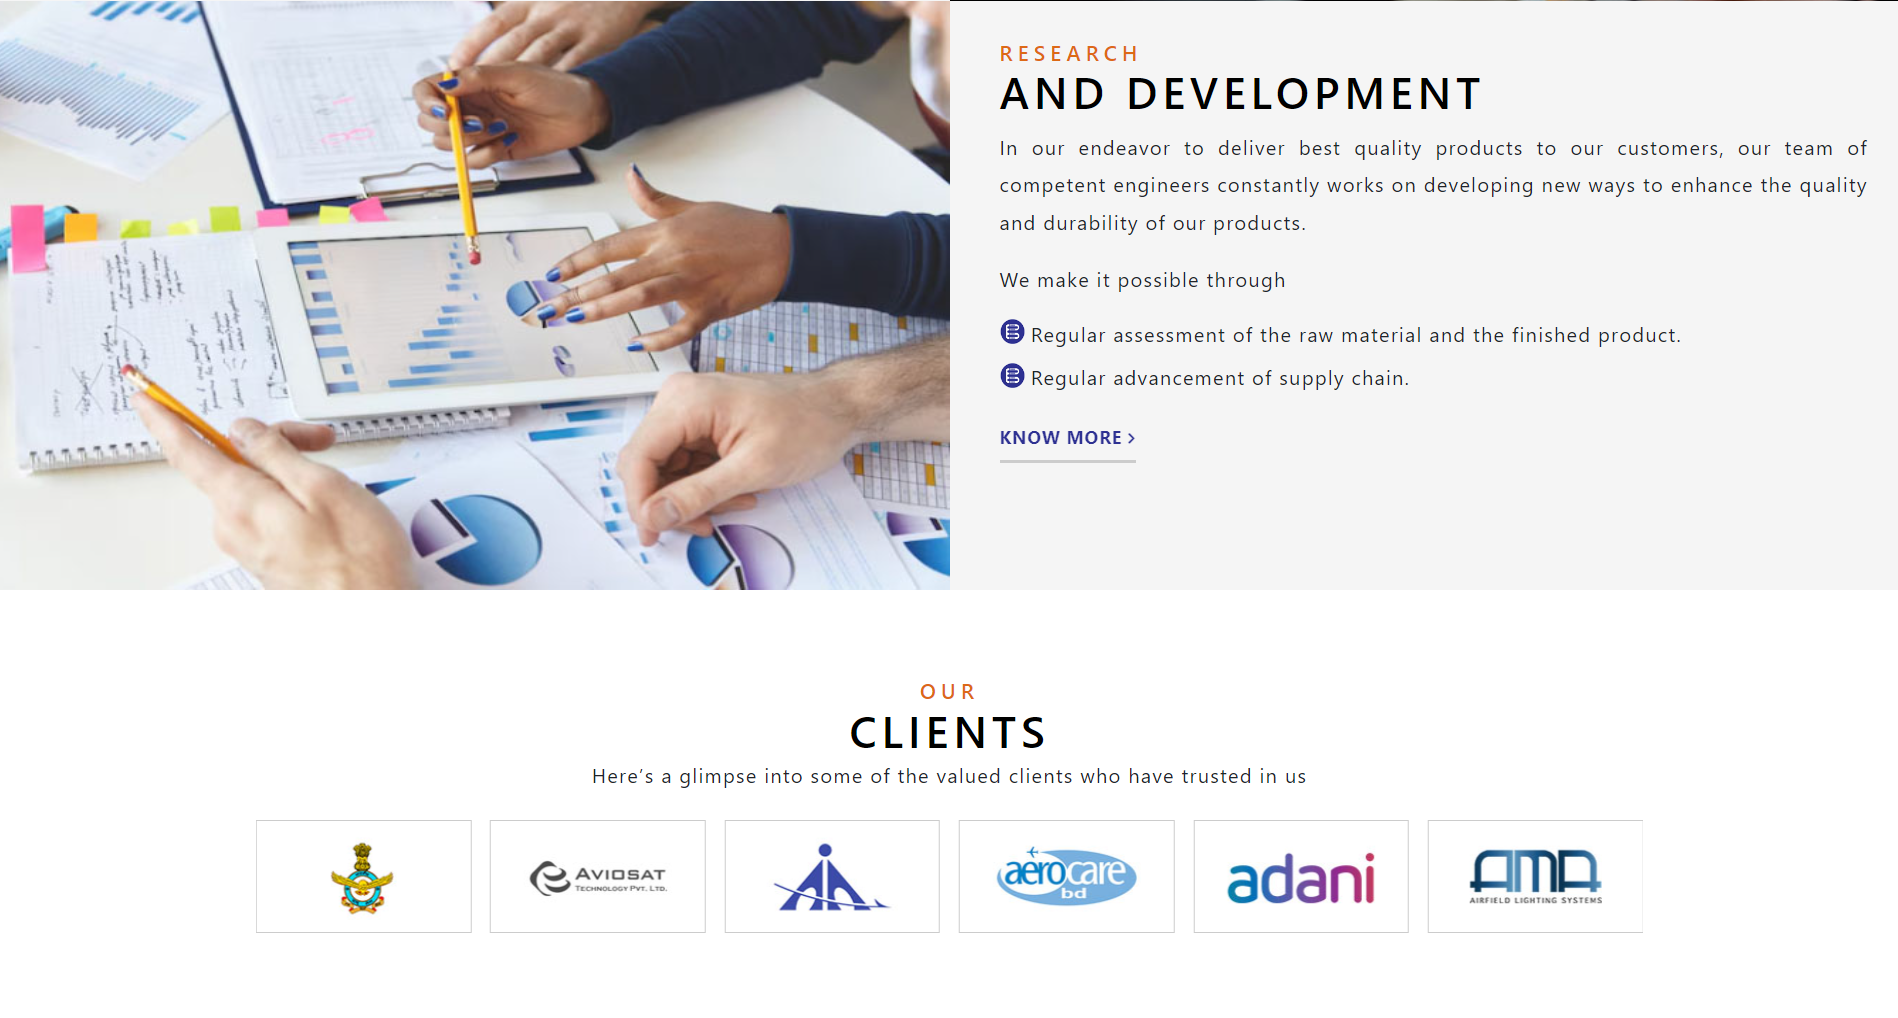 RESEARCH
AND DEVELOPMENT
In our endeavor to deliver best quality products to our customers, our team of
competent engineers constantly works on developing new ways to enhance the quality
and durability of our products.
We make it possible through
Regular assessment of the raw material and the finished product.
Regular advancement of supply chain.
KNOW MORE >
OUR
CLIENTS
Here’s a glimpse into some of the valued clients who have trusted in us
AVIOSAT
TECHNOLOGY PVT. LTD.
aerocare
bd
adani
AMA
AIRFIELD LIGHTING SYSTEMS